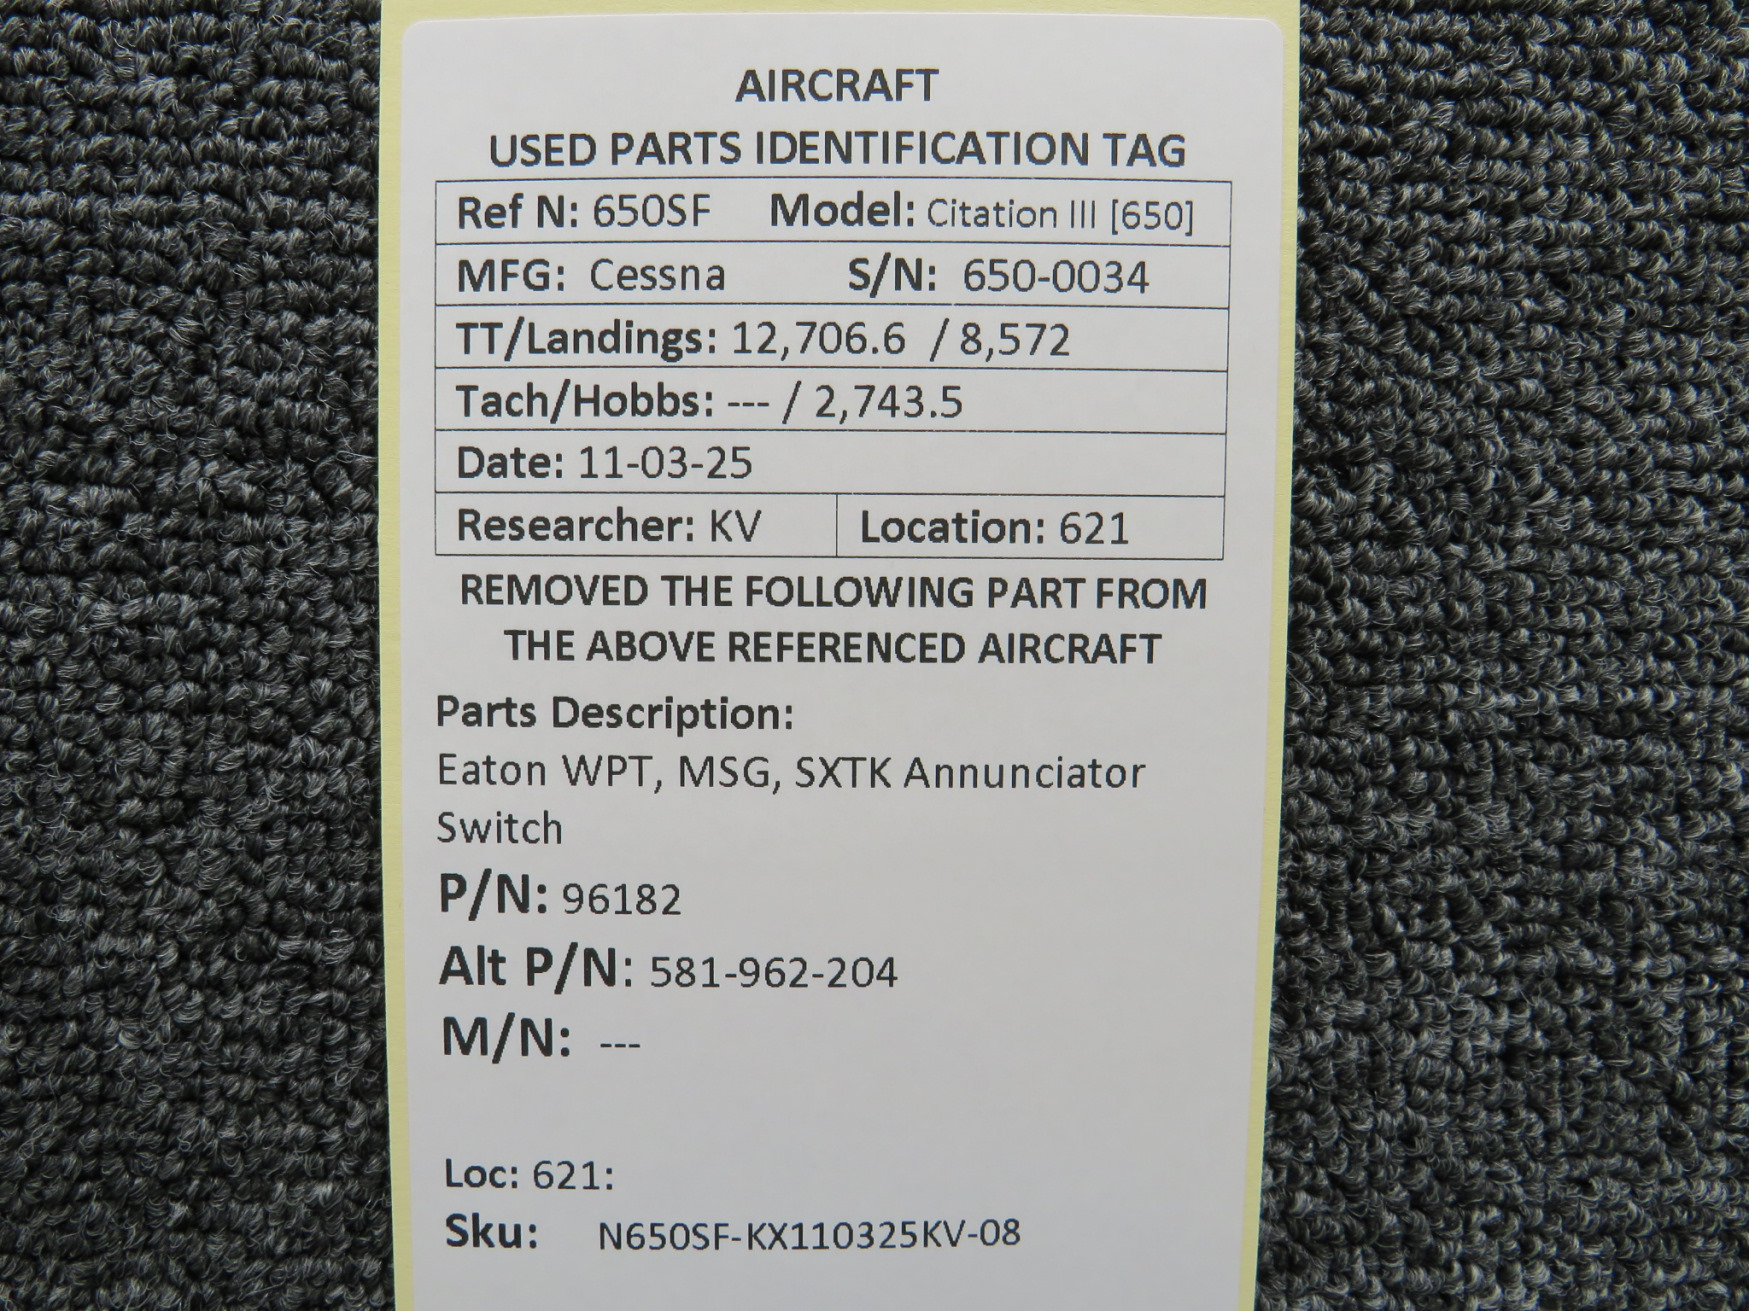 AIRCRAFT
USED PARTS IDENTIFICATION TAG
Ref N: 650SF Model: Citation III [650]
MFG: Cessna S/N: 650-0034
TT/Landings: 12,706.6 / 8,572
Tach/Hobbs: --- / 2,743.5
Date: 11-03-25
Researcher: KV Location: 621
REMOVED THE FOLLOWING PART FROM
THE ABOVE REFERENCED AIRCRAFT
Parts Description:
Eaton WPT, MSG, SXTK Annunciator
Switch
P/N: 96182
Alt P/N: 581-962-204
M/N: ---
Loc: 621:
Sku: N650SF-KX110325KV-08